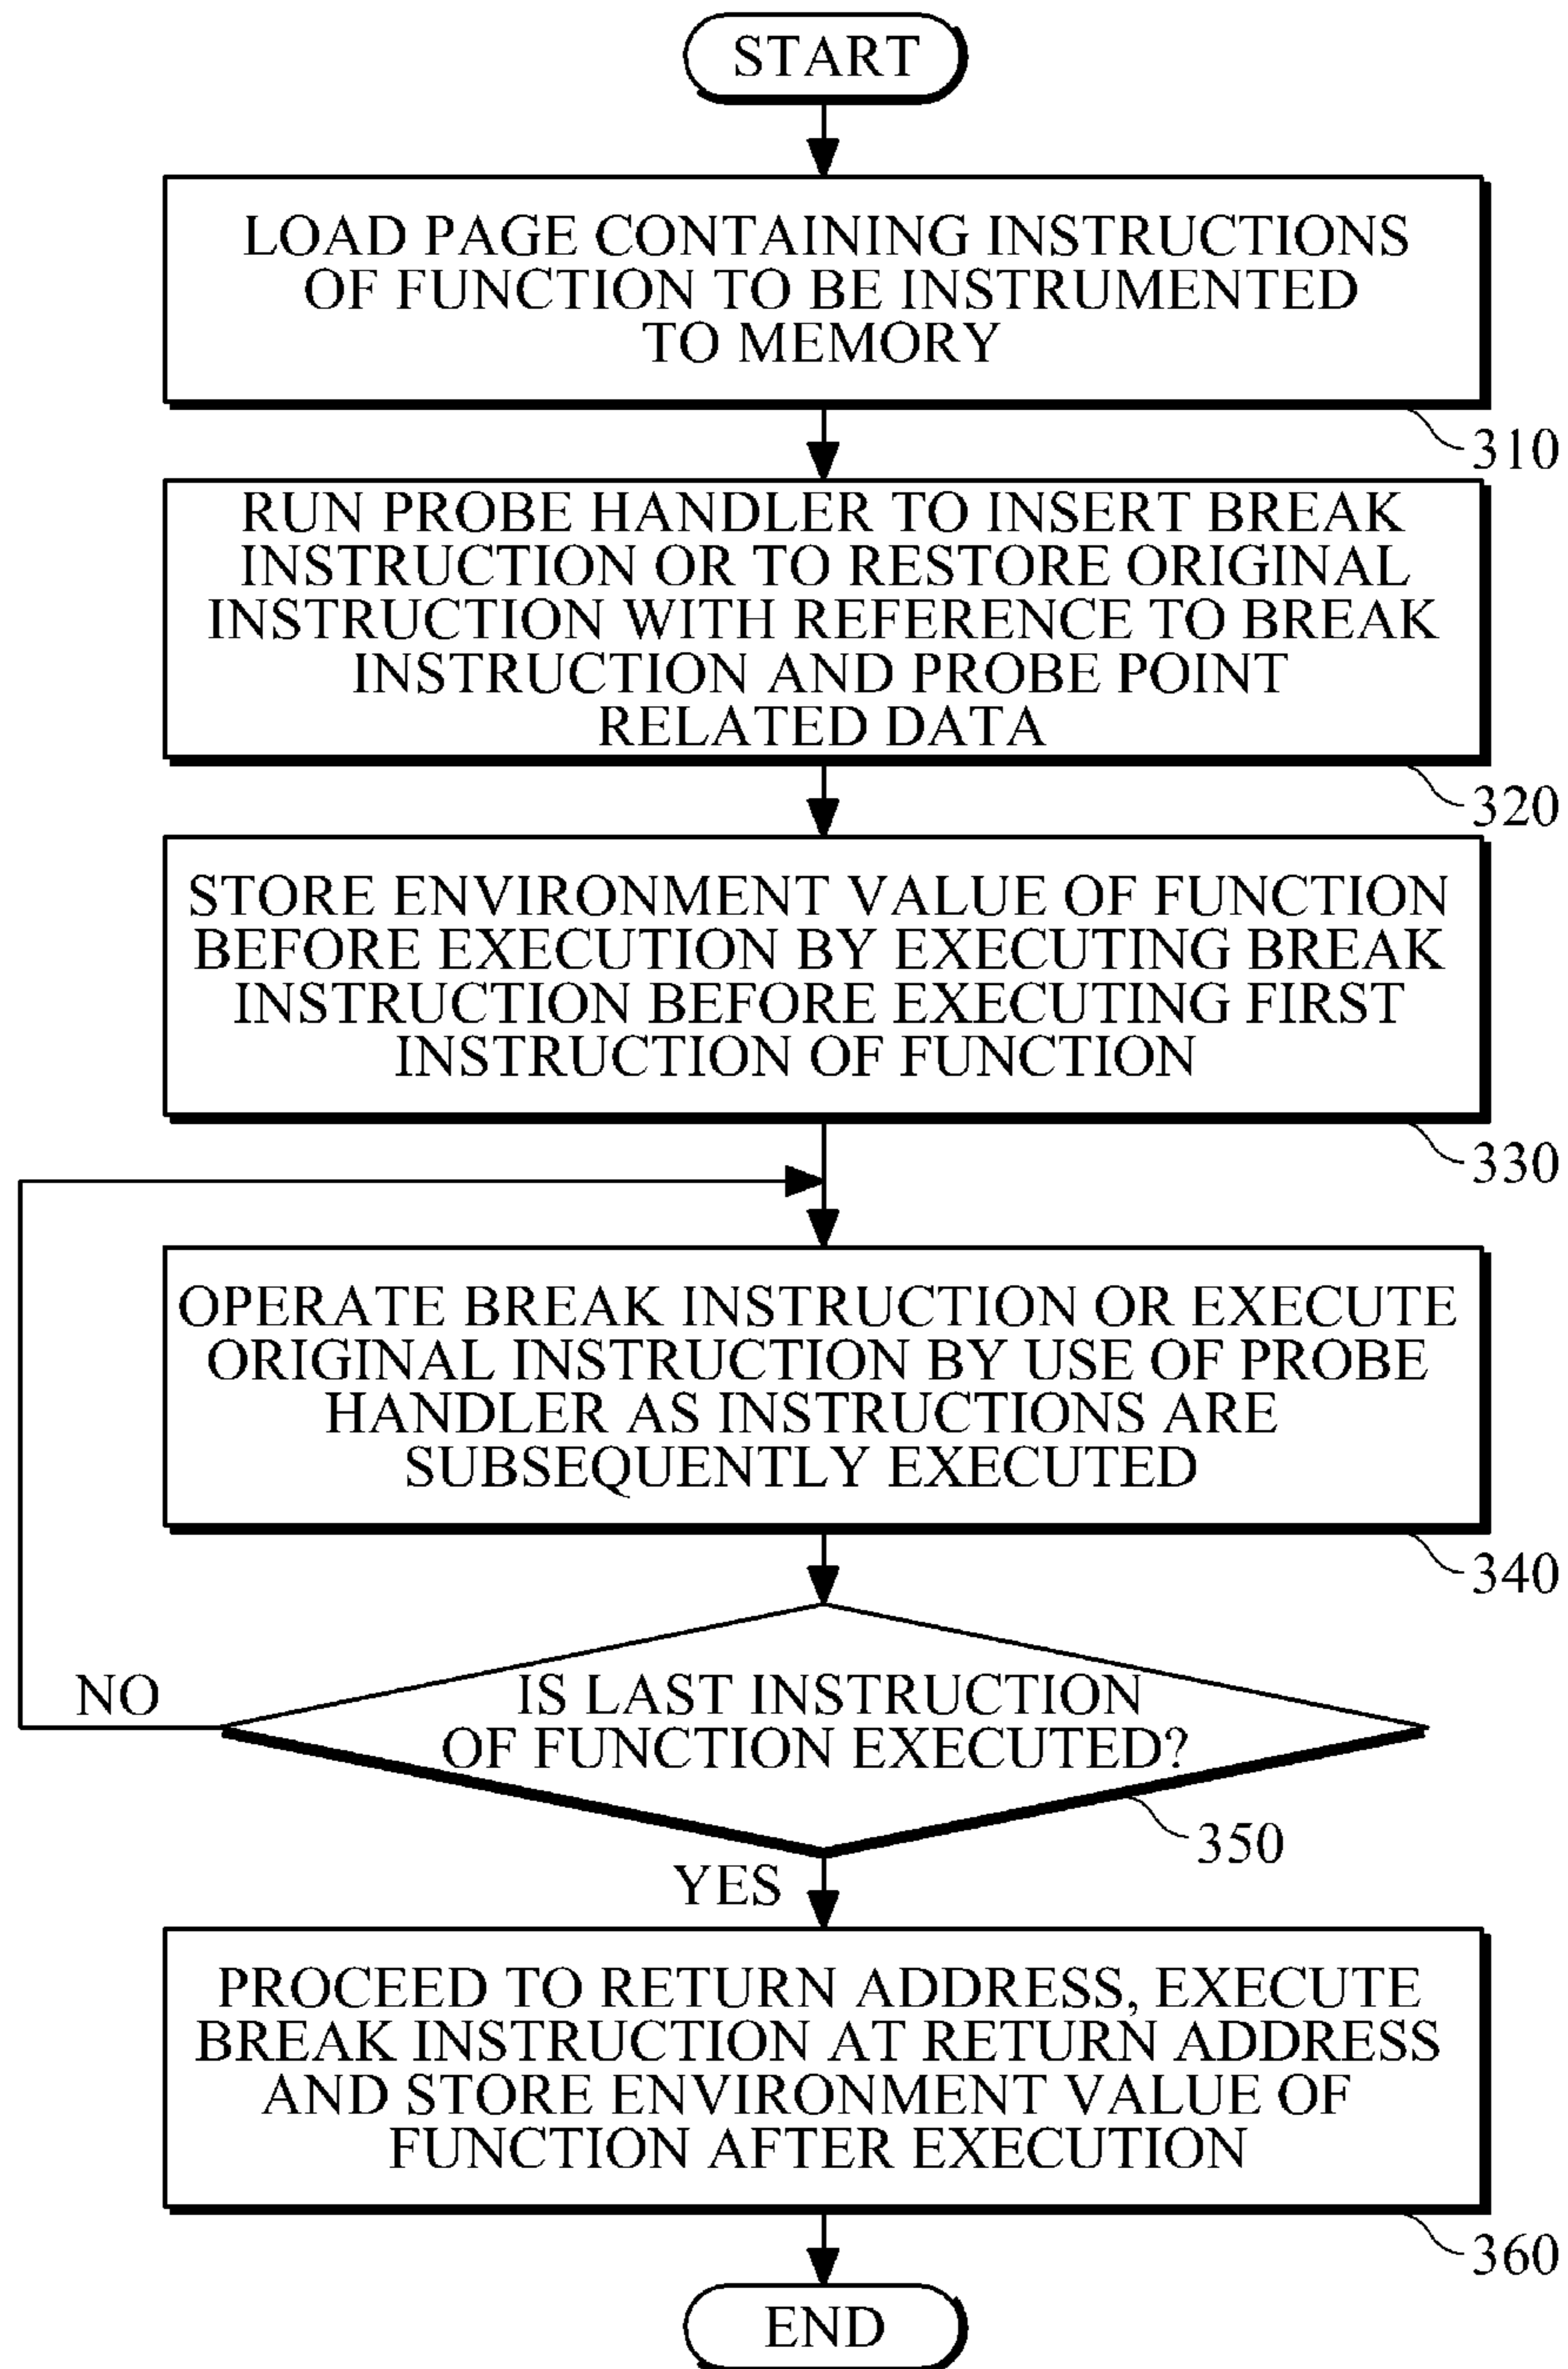 START
LOAD PAGE CONTAINING INSTRUCTIONS
OF FUNCTION TO BE INSTRUMENTED
TO MEMORY
310
RUN PROBE HANDLER TO INSERT BREAK
INSTRUCTION OR TO RESTORE ORIGINAL
INSTRUCTION WITH REFERENCE TO BREAK
INSTRUCTION AND PROBE POINT
RELATED DATA
320
STORE ENVIRONMENT VALUE OF FUNCTION
BEFORE EXECUTION BY EXECUTING BREAK
INSTRUCTION BEFORE EXECUTING FIRST
INSTRUCTION OF FUNCTION
330
OPERATE BREAK INSTRUCTION OR EXECUTE
ORIGINAL INSTRUCTION BY USE OF PROBE
HANDLER AS INSTRUCTIONS ARE
SUBSEQUENTLY EXECUTED
340
NO
IS LAST INSTRUCTION
OF FUNCTION EXECUTED?
350
YES
PROCEED TO RETURN ADDRESS, EXECUTE
BREAK INSTRUCTION AT RETURN ADDRESS
AND STORE ENVIRONMENT VALUE OF
FUNCTION AFTER EXECUTION
360
END